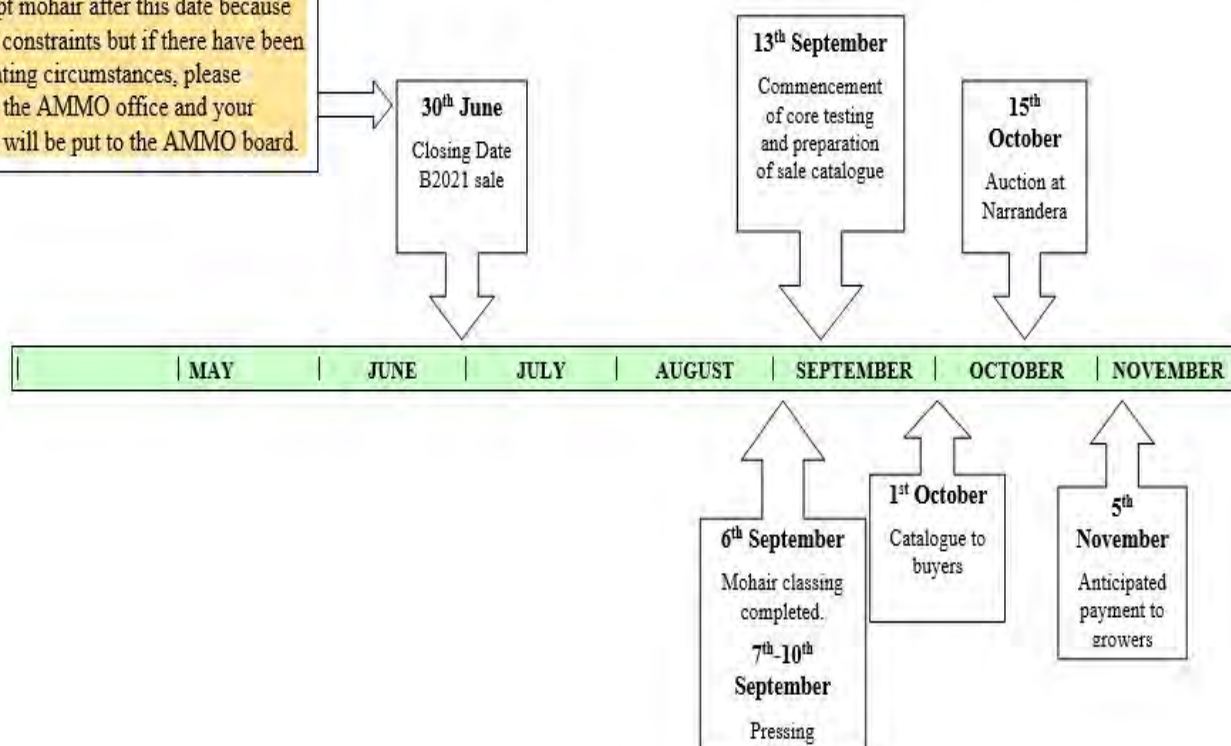 pt mohair after this date because
constraints but if there have been
ating circumstances, please
the AMMO office and your
will be put to the AMMO board.
30th June
Closing Date
B2021 sale
13th September
Commencement
of core testing
and preparation
of sale catalogue
15th
October
Auction at
Narrandera
MAY JUNE JULY AUGUST SEPTEMBER OCTOBER NOVEMBER
6th September
Mohair classing
completed.
7th-10th
September
Pressing
1st October
Catalogue to
buyers
5th
November
Anticipated
payment to
growers